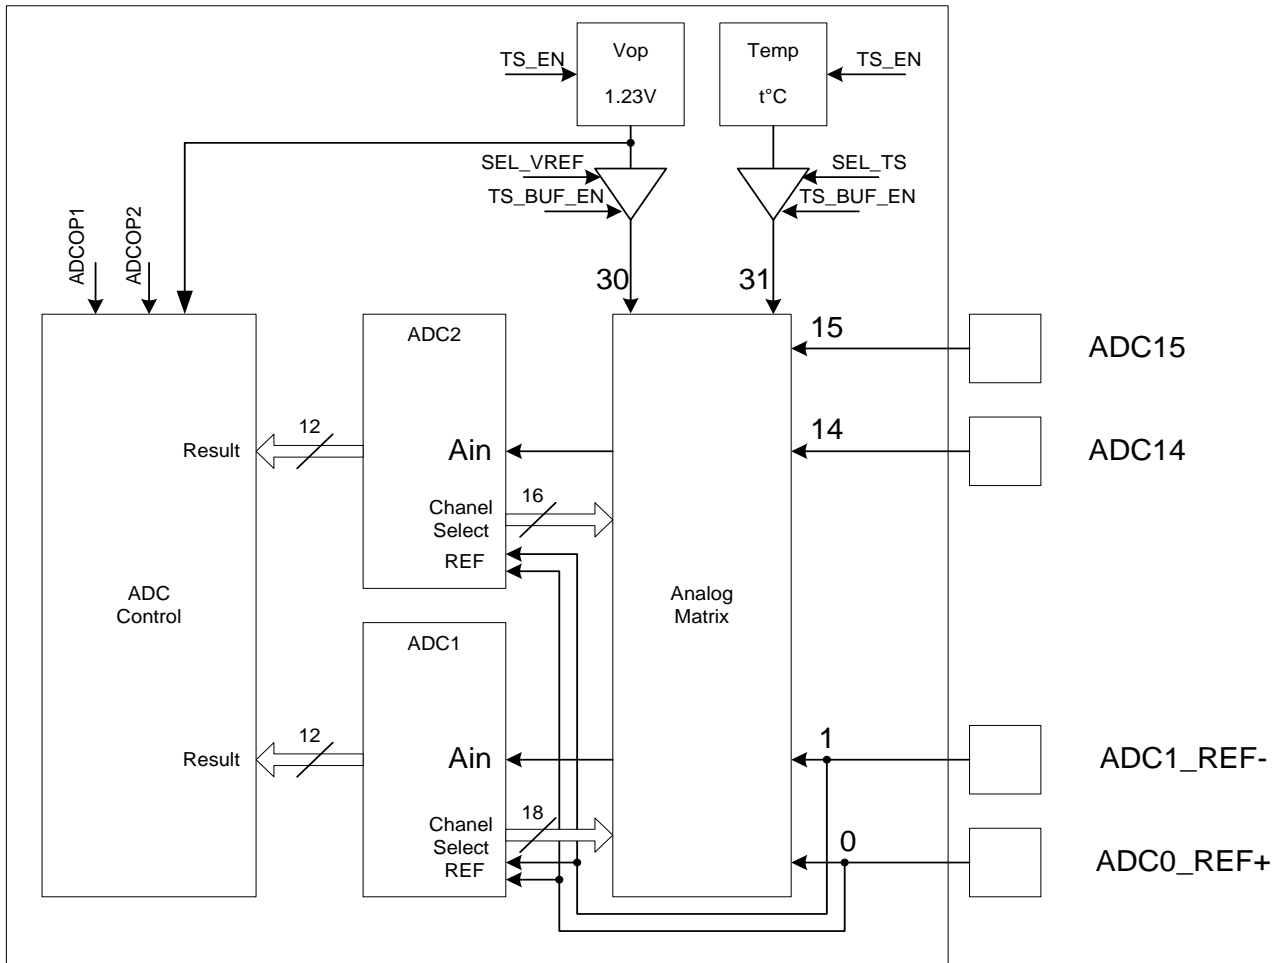 Vop
1.23V
Temp
t°C
TS_EN
TS_EN
SEL_VREF
TS_BUF_EN
SEL_TS
TS_BUF_EN
ADCOP1
ADCOP2
30
31
ADC2
15
ADC15
Result
12
Ain
14
ADC14
Chanel
Select
16
REF
ADC
Control
Analog
Matrix
ADC1
Result
12
Ain
1
ADC1_REF-
Chanel
Select
18
REF
0
ADC0_REF+